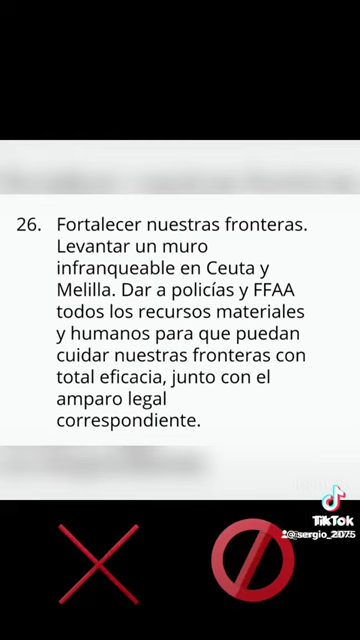 26. Fortalecer nuestras fronteras.
Levantar un muro
infranqueable en Ceuta y
Melilla. Dar a policías y FFAA
todos los recursos materiales
y humanos para que puedan
cuidar nuestras fronteras con
total eficacia, junto con el
amparo legal
correspondiente.
TikTok